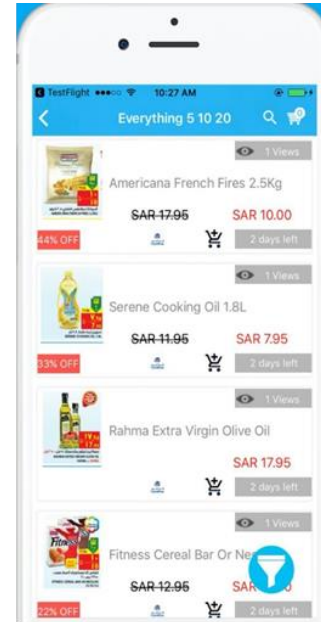 TestFlight
10:27 AM
Everything 5 10 20
0
1 Views
Americana French Fires 2.5Kg
SAR 17.95 SAR 10.00
44% OFF
2 days left
1 Views
Serene Cooking Oil 1.8L
SAR 11.95 SAR 7.95
33% OFF
2 days left
1 Views
Rahma Extra Virgin Olive Oil
SAR 17.95
2 days left
1 Views
Fitness
Fitness Cereal Bar Or
SAR 12.95 SAR
22% OFF
2 days left